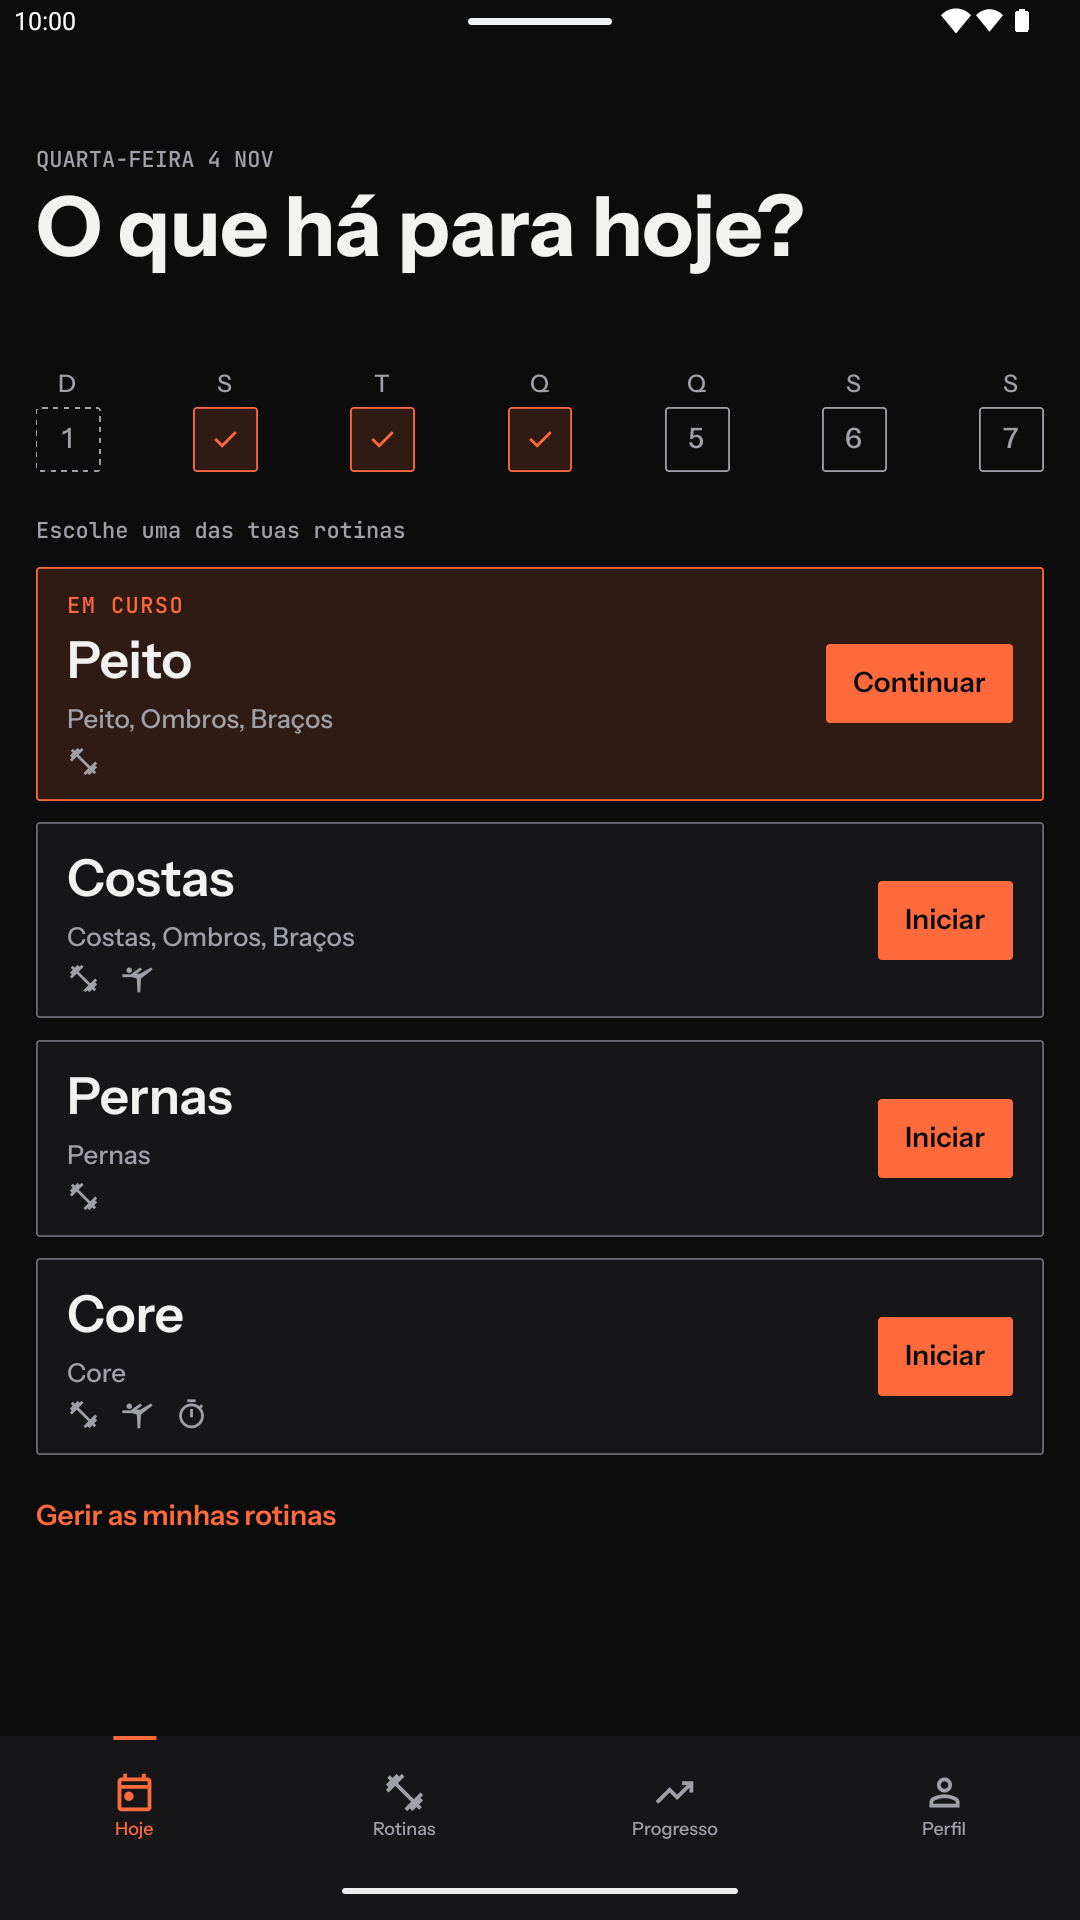 10:00
QUARTA-FEIRA 4 NOV
O que há para hoje?
D S T Q Q S S
1 5 6 7
Escolhe uma das tuas rotinas
EM CURSO
Peito
Peito, Ombros, Braços
Continuar
Costas
Costas, Ombros, Braços
Iniciar
Pernas
Pernas
Iniciar
Core
Core
Iniciar
Gerir as minhas rotinas
Hoje Rotinas Progresso Perfil